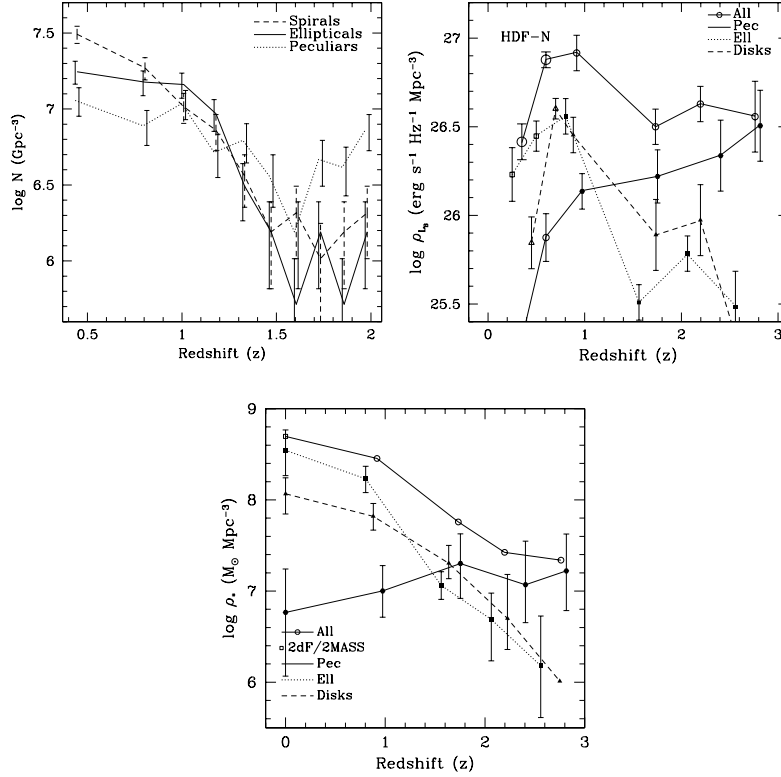 Spirals
Ellipticals
Peculiars
7.5
7
6.5
6
log N (Gpc⁻³)
0.5
1
1.5
2
Redshift (z)
HDF-N
All
Pec
Ell
Disks
27
26.5
26
25.5
log ρ_{L_B} (erg s⁻¹ Hz⁻¹ Mpc⁻³)
0
1
2
3
Redshift (z)
9
8
7
6
log ρ_* (M_⊙ Mpc⁻³)
All
2dF/2MASS
Pec
Ell
Disks
0
1
2
3
Redshift (z)